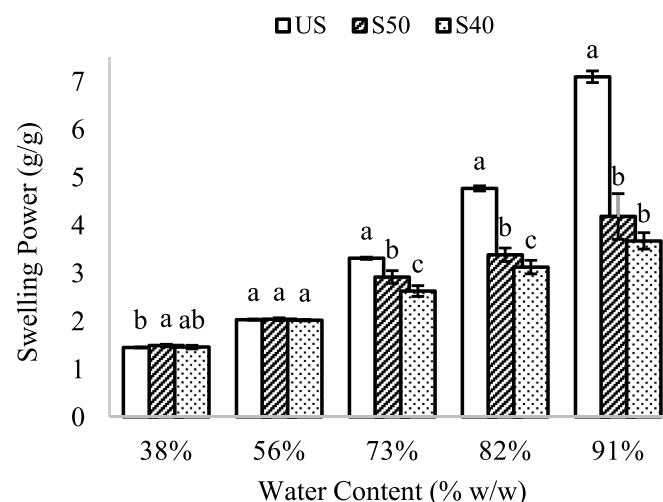 US S50 S40
Swelling Power (g/g)
7
6
5
4
3
2
1
0
b a ab
a a a
a b c
a b c
a b b
38% 56% 73% 82% 91%
Water Content (% w/w)